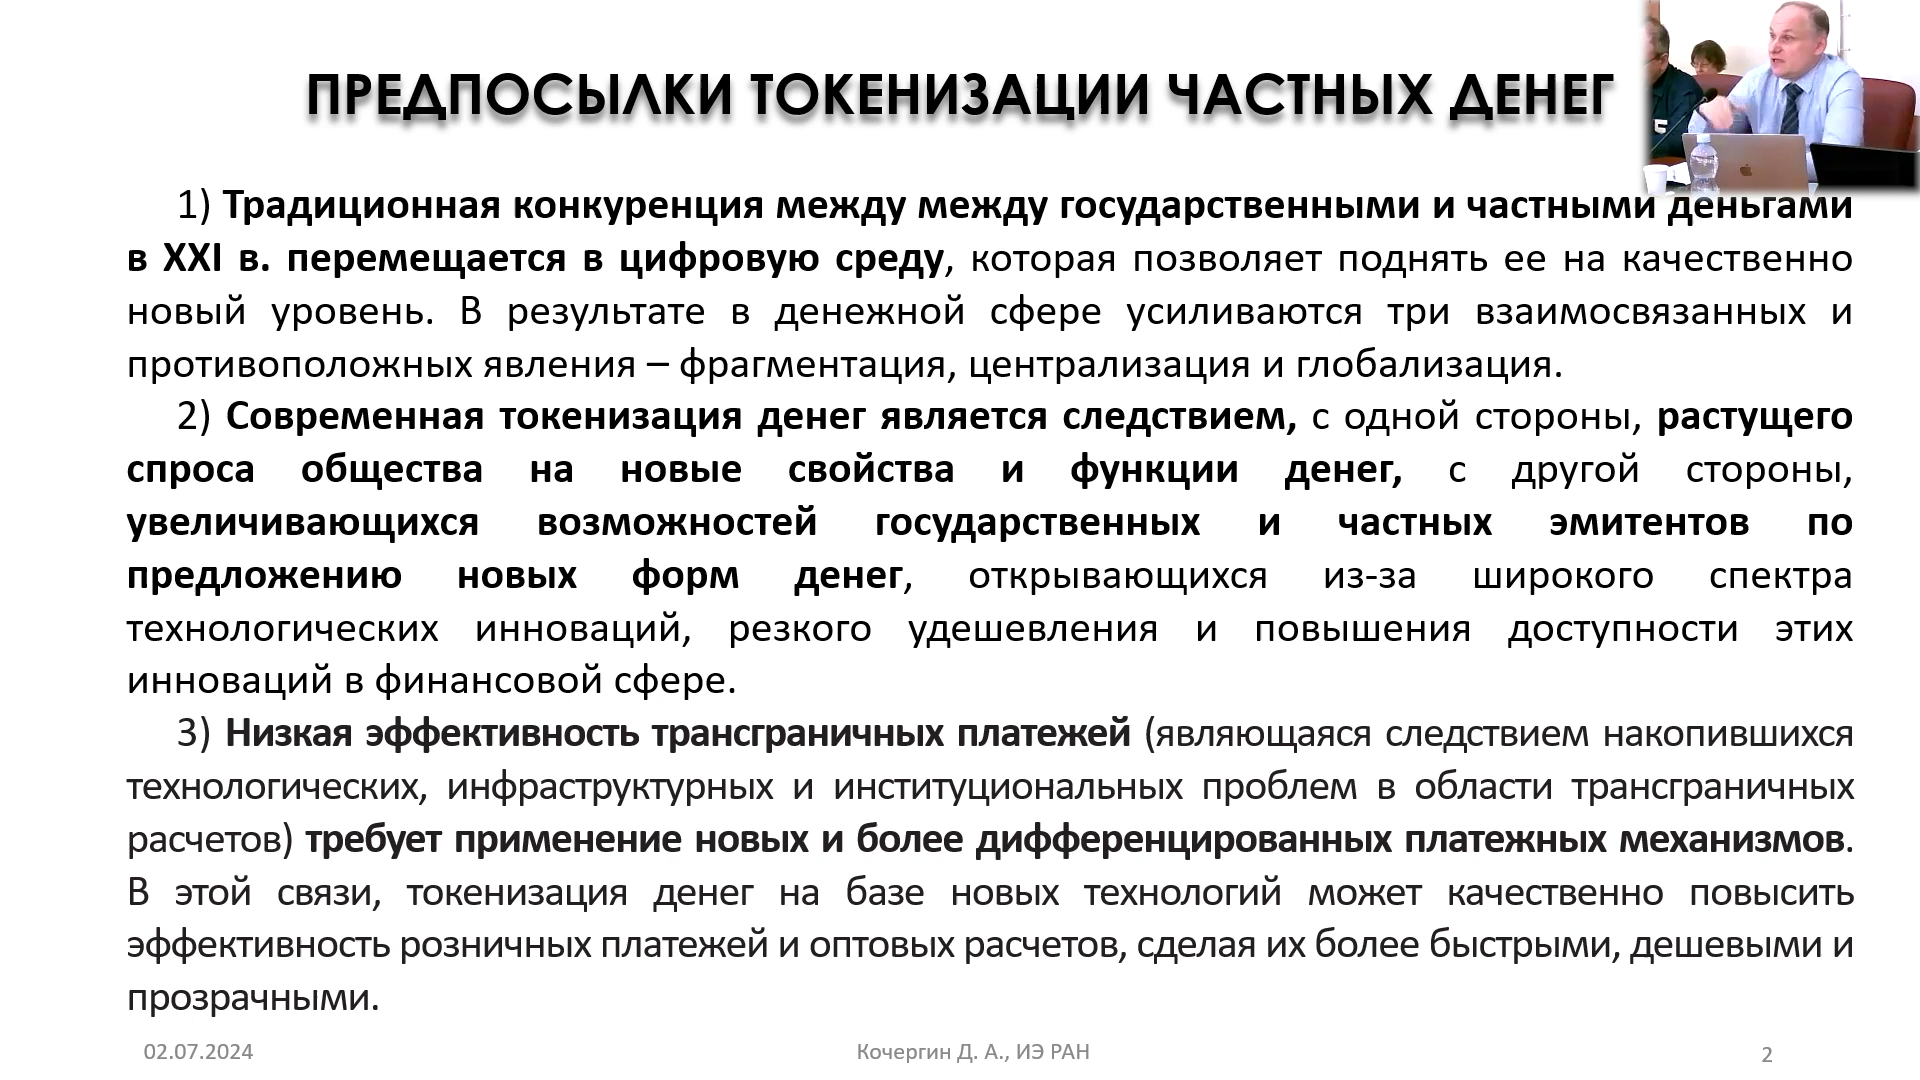 ПРЕДПОСЫЛКИ ТОКЕНИЗАЦИИ ЧАСТНЫХ ДЕНЕГ
1) Традиционная конкуренция между между государственными и частными деньгами
в XXI в. перемещается в цифровую среду, которая позволяет поднять ее на качественно
новый уровень. В результате в денежной сфере усиливаются три взаимосвязанных и
противоположных явления – фрагментация, централизация и глобализация.
2) Современная токенизация денег является следствием, с одной стороны, растущего
спроса общества на новые свойства и функции денег, с другой стороны,
увеличивающихся возможностей государственных и частных эмитентов по
предложению новых форм денег, открывающихся из-за широкого спектра
технологических инноваций, резкого удешевления и повышения доступности этих
инноваций в финансовой сфере.
3) Низкая эффективность трансграничных платежей (являющаяся следствием накопившихся
технологических, инфраструктурных и институциональных проблем в области трансграничных
расчетов) требует применение новых и более дифференцированных платежных механизмов.
В этой связи, токенизация денег на базе новых технологий может качественно повысить
эффективность розничных платежей и оптовых расчетов, сделая их более быстрыми, дешевыми и
прозрачными.
02.07.2024
Кочергин Д. А., ИЭ РАН
2